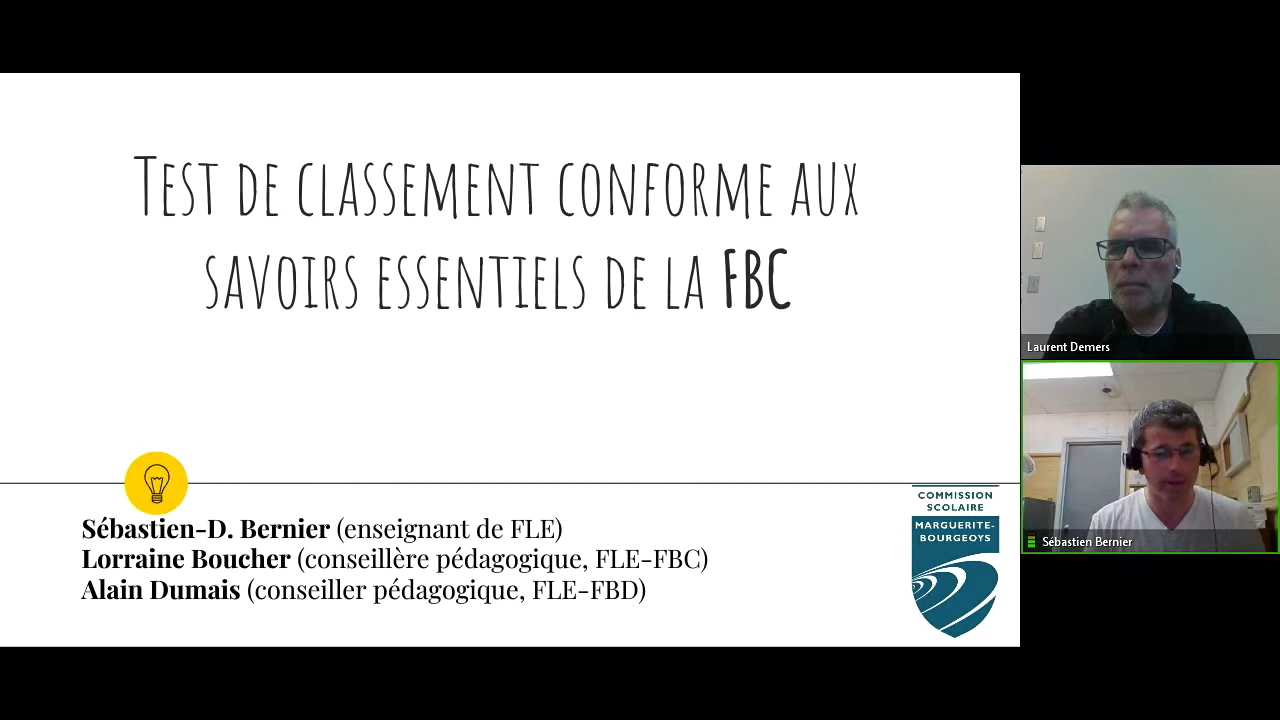 Test de classement conforme aux
savoirs essentiels de la FBC
Sébastien-D. Bernier (enseignant de FLE)
Lorraine Boucher (conseillère pédagogique, FLE-FBC)
Alain Dumais (conseiller pédagogique, FLE-FBD)
COMMISSION
SCOLAIRE
MARGUERITE-
BOURGEOYS
Laurent Demers
Sébastien Bernier